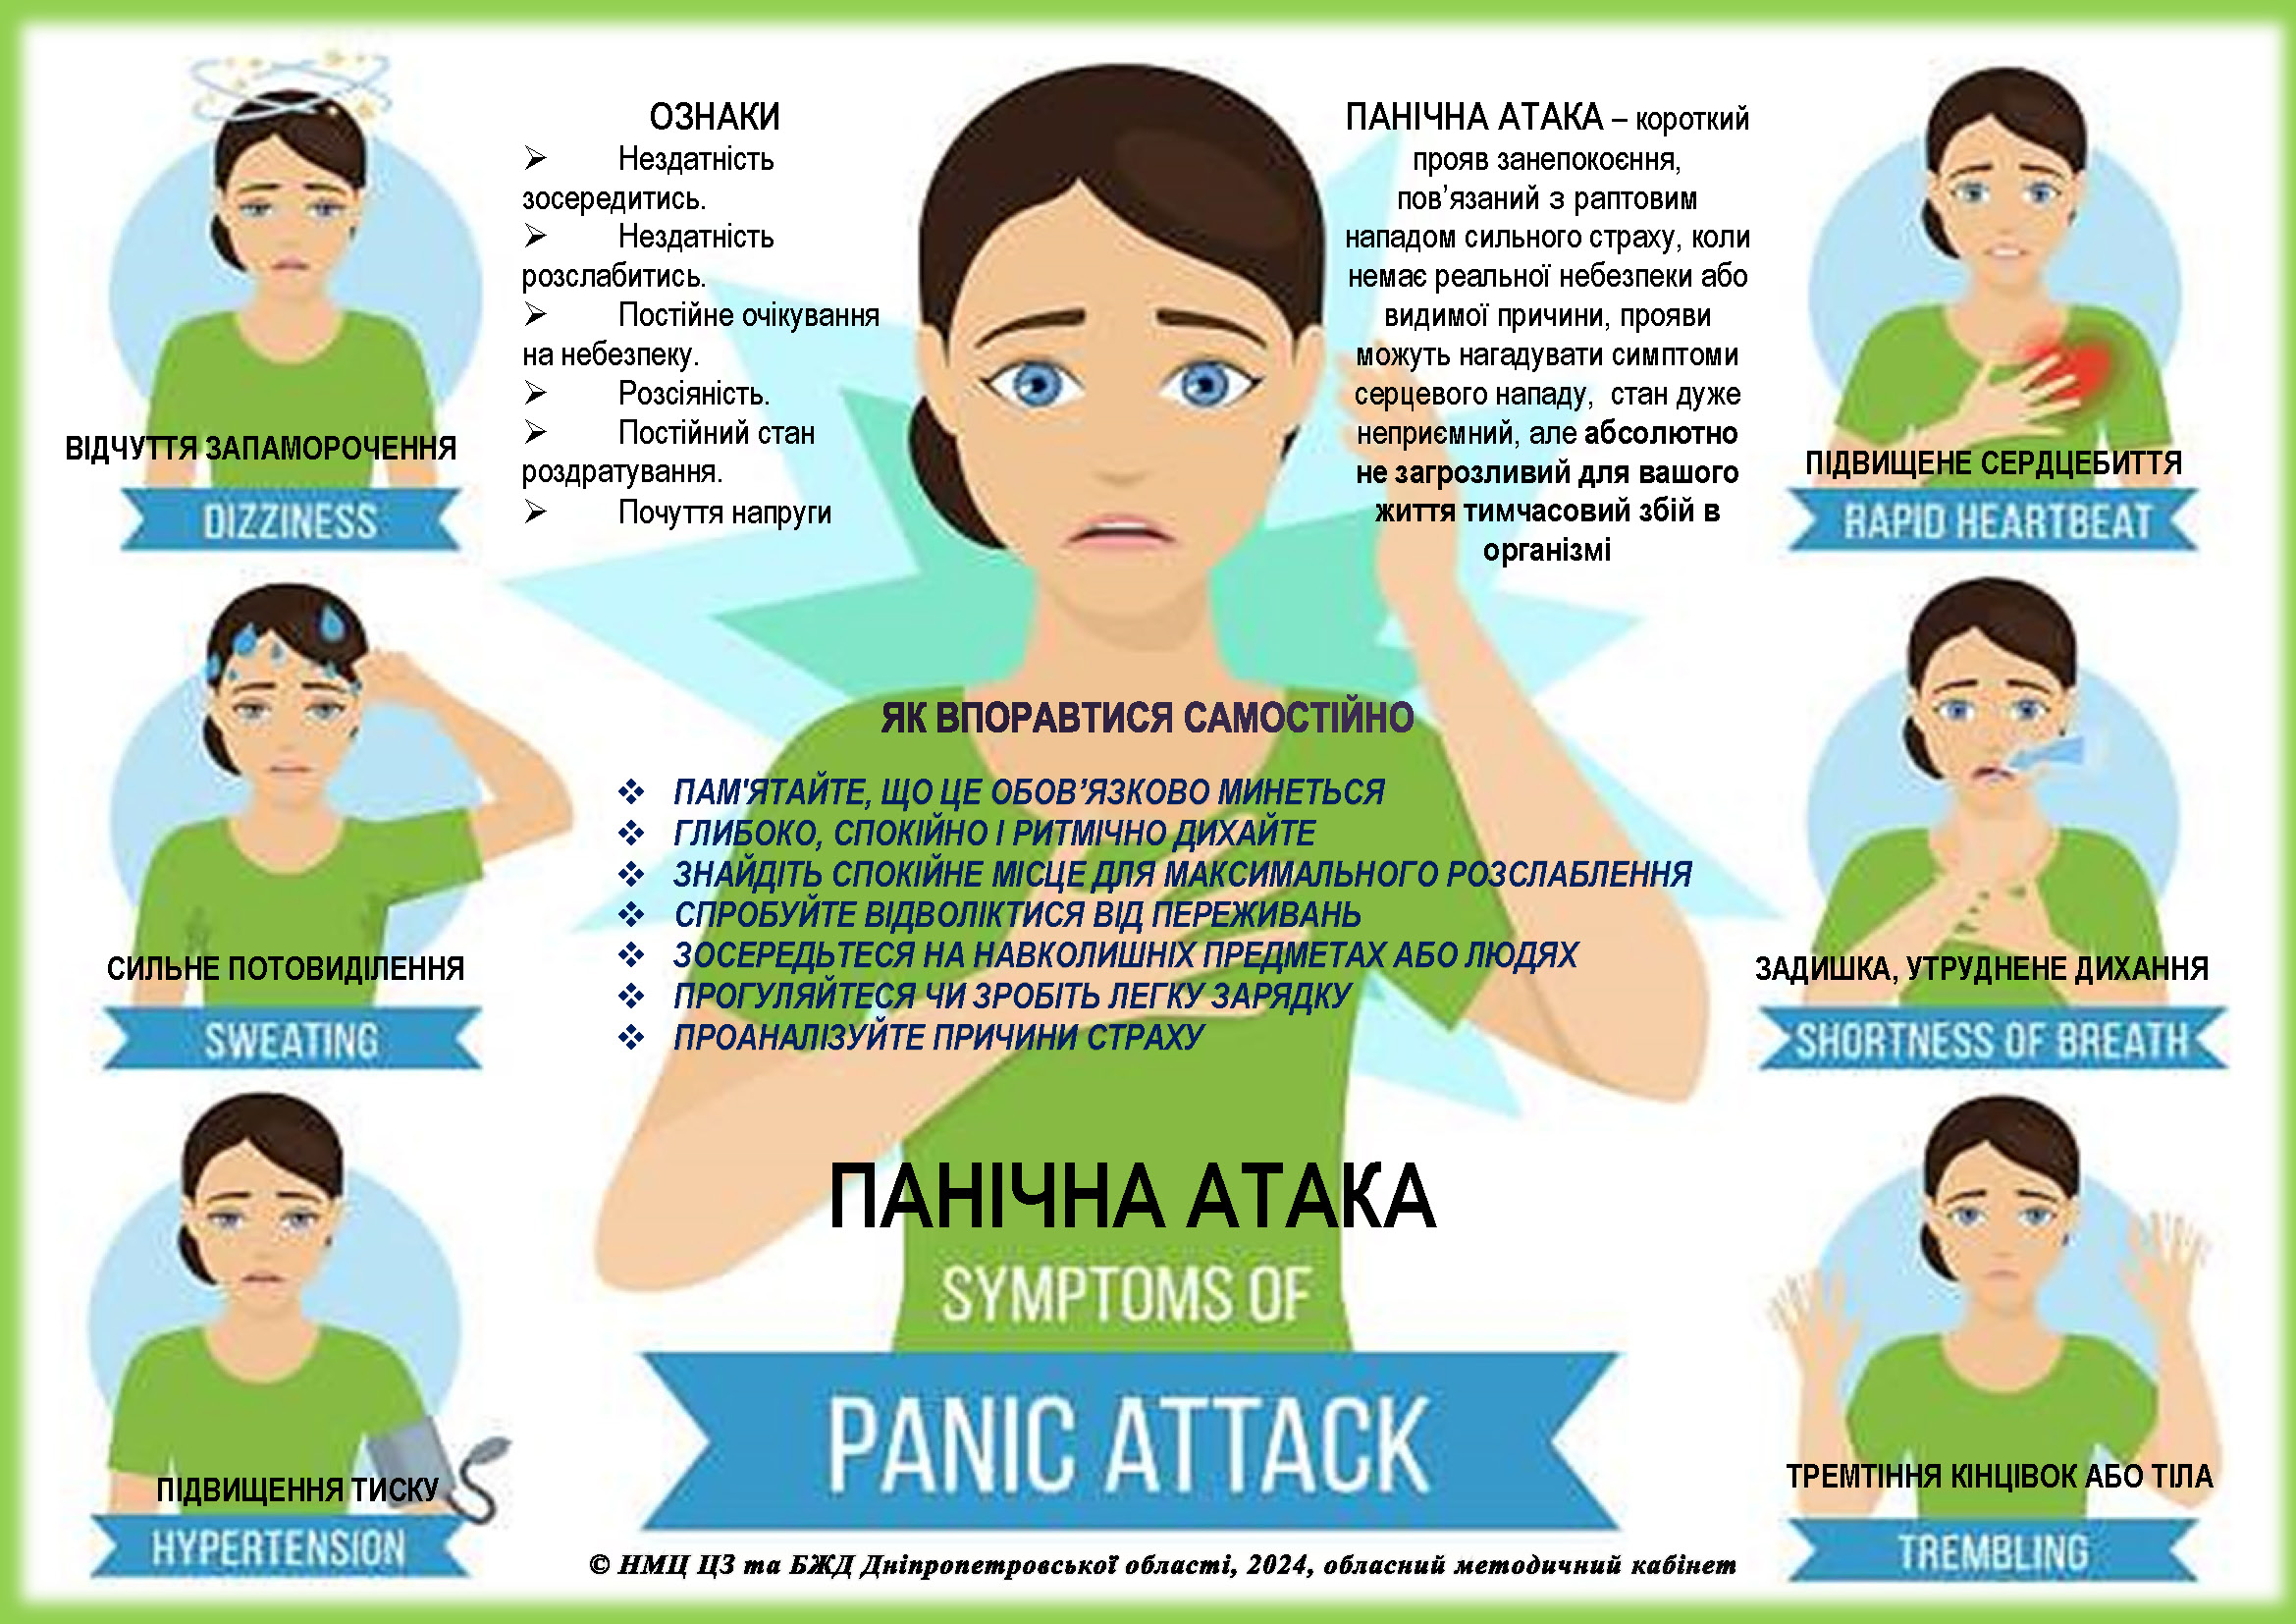 ОЗНАКИ
➢ Нездатність
зосередитись.
➢ Нездатність
розслабитись.
➢ Постійне очікування
на небезпеку.
➢ Розсіяність.
➢ Постійний стан
роздратування.
➢ Почуття напруги
ПАНІЧНА АТАКА – короткий
прояв занепокоєння,
пов’язаний з раптовим
нападом сильного страху, коли
немає реальної небезпеки або
видимої причини, прояви
можуть нагадувати симптоми
серцевого нападу, стан дуже
неприємний, але абсолютно
не загрозливий для вашого
життя тимчасовий збій в
організмі
ВІДЧУТТЯ ЗАПАМОРОЧЕННЯ
DIZZINESS
ПІДВИЩЕНЕ СЕРДЦЕБИТТЯ
RAPID HEARTBEAT
ЯК ВПОРАВТИСЯ САМОСТІЙНО
❖ ПАМ'ЯТАЙТЕ, ЩО ЦЕ ОБОВ’ЯЗКОВО МИНЕТЬСЯ
❖ ГЛИБОКО, СПОКІЙНО І РИТМІЧНО ДИХАЙТЕ
❖ ЗНАЙДІТЬ СПОКІЙНЕ МІСЦЕ ДЛЯ МАКСИМАЛЬНОГО РОЗСЛАБЛЕННЯ
❖ СПРОБУЙТЕ ВІДВОЛІКТИСЯ ВІД ПЕРЕЖИВАНЬ
❖ ЗОСЕРЕДЬТЕСЯ НА НАВКОЛИШНІХ ПРЕДМЕТАХ АБО ЛЮДЯХ
❖ ПРОГУЛЯЙТЕСЯ ЧИ ЗРОБІТЬ ЛЕГКУ ЗАРЯДКУ
❖ ПРОАНАЛІЗУЙТЕ ПРИЧИНИ СТРАХУ
СИЛЬНЕ ПОТОВИДІЛЕННЯ
SWEATING
ЗАДИШКА, УТРУДНЕНЕ ДИХАННЯ
SHORTNESS OF BREATH
ПАНІЧНА АТАКА
SYMPTOMS OF
PANIC ATTACK
ПІДВИЩЕННЯ ТИСКУ
HYPERTENSION
ТРЕМТІННЯ КІНЦІВОК АБО ТІЛА
TREMBLING
© НМЦ ЦЗ та БЖД Дніпропетровської області, 2024, обласний методичний кабінет